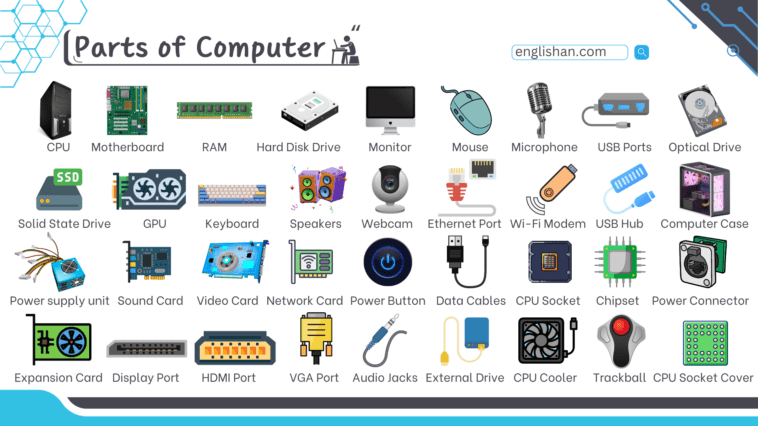 Parts of Computer
englishan.com
CPU Motherboard RAM Hard Disk Drive Monitor Mouse Microphone USB Ports Optical Drive
SSD
Solid State Drive GPU Keyboard Speakers Webcam Ethernet Port Wi-Fi Modem USB Hub Computer Case
Power supply unit Sound Card Video Card Network Card Power Button Data Cables CPU Socket Chipset Power Connector
Expansion Card Display Port HDMI Port VGA Port Audio Jacks External Drive CPU Cooler Trackball CPU Socket Cover